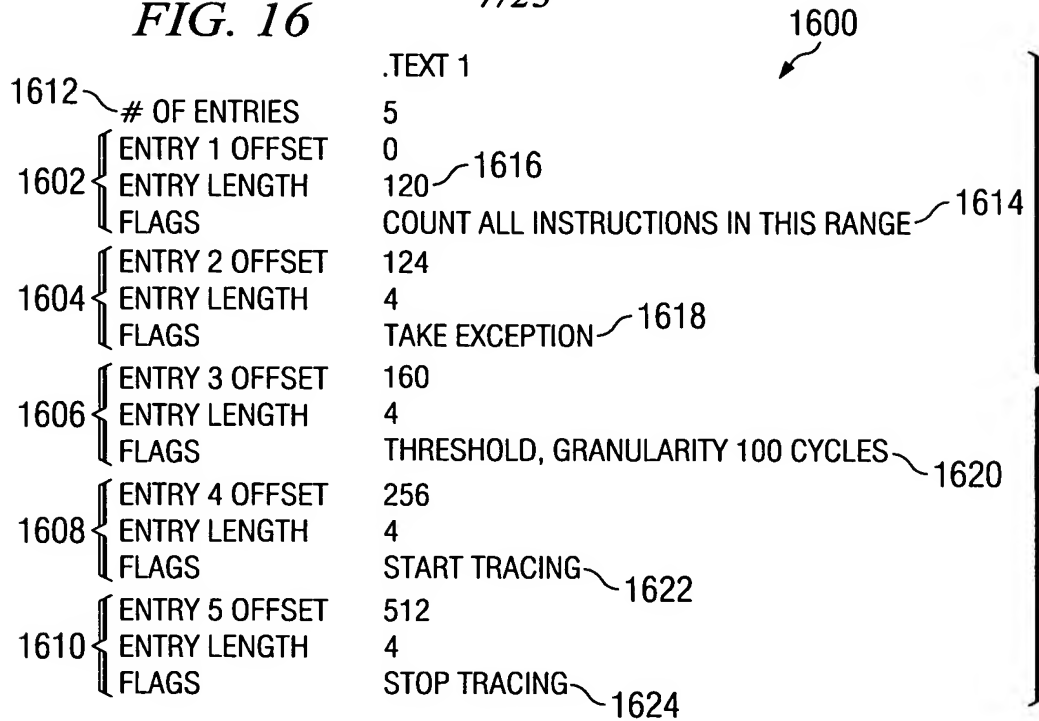 FIG. 16
1600
.TEXT 1
1612 # OF ENTRIES 5
ENTRY 1 OFFSET 0
1602 ENTRY LENGTH 120 1616
FLAGS COUNT ALL INSTRUCTIONS IN THIS RANGE 1614
ENTRY 2 OFFSET 124
1604 ENTRY LENGTH 4
FLAGS TAKE EXCEPTION 1618
ENTRY 3 OFFSET 160
1606 ENTRY LENGTH 4
FLAGS THRESHOLD, GRANULARITY 100 CYCLES 1620
ENTRY 4 OFFSET 256
1608 ENTRY LENGTH 4
FLAGS START TRACING 1622
ENTRY 5 OFFSET 512
1610 ENTRY LENGTH 4
FLAGS STOP TRACING 1624